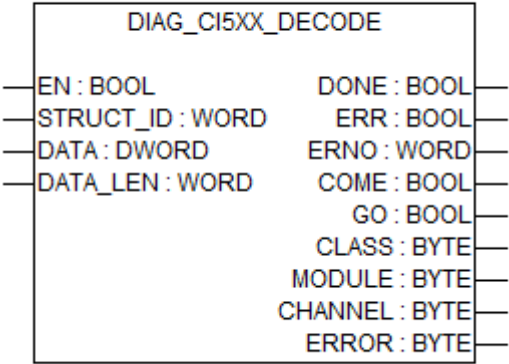 DIAG_CI5XX_DECODE
EN : BOOL DONE : BOOL
STRUCT_ID : WORD ERR : BOOL
DATA : DWORD ERNO : WORD
DATA_LEN : WORD COME : BOOL
GO : BOOL
CLASS : BYTE
MODULE : BYTE
CHANNEL : BYTE
ERROR : BYTE